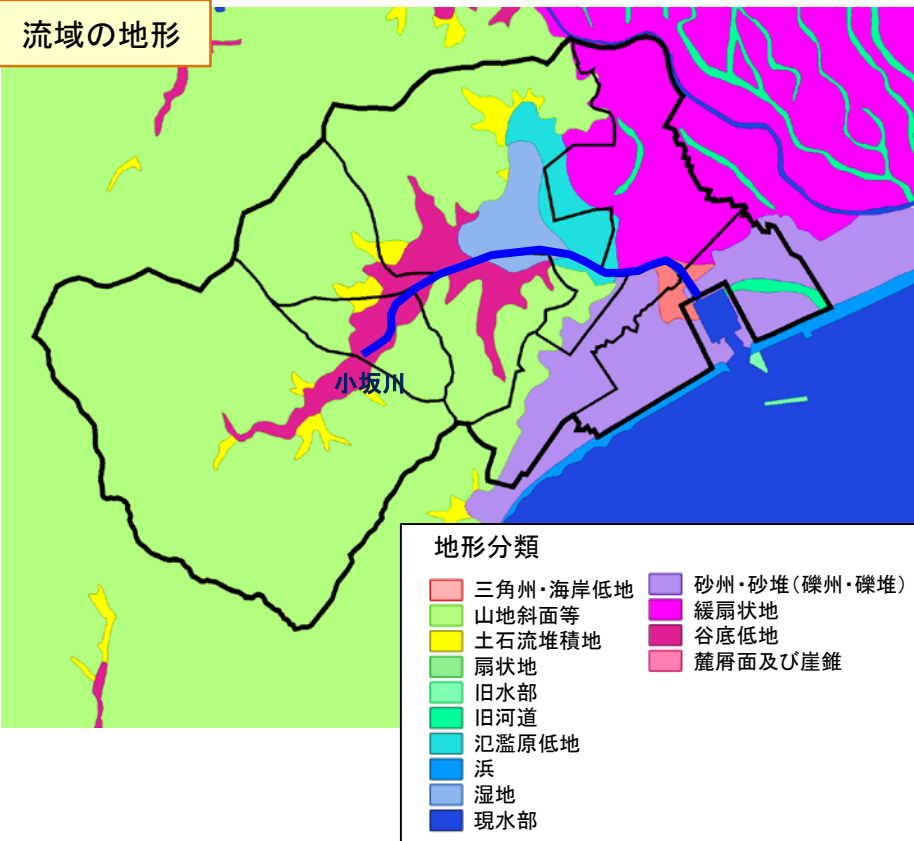 流域の地形
小坂川
地形分類
三角州・海岸低地
山地斜面等
土石流堆積地
扇状地
旧水部
旧河道
氾濫原低地
浜
湿地
現水部
砂州・砂堆(礫州・礫堆)
緩扇状地
谷底低地
麓屑面及び崖錐